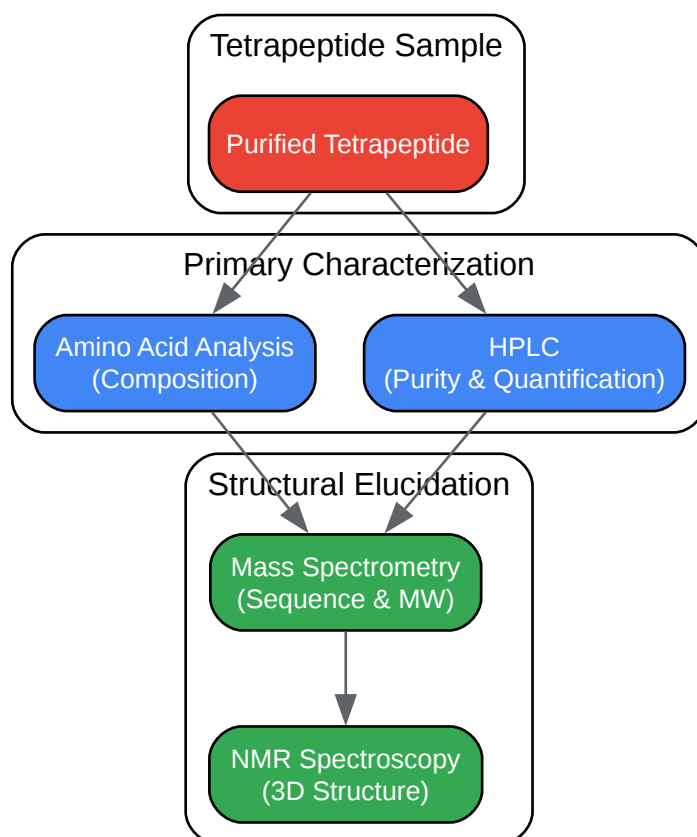 Tetrapeptide Sample
Purified Tetrapeptide
Primary Characterization
Amino Acid Analysis
(Composition)
HPLC
(Purity & Quantification)
Structural Elucidation
Mass Spectrometry
(Sequence & MW)
NMR Spectroscopy
(3D Structure)